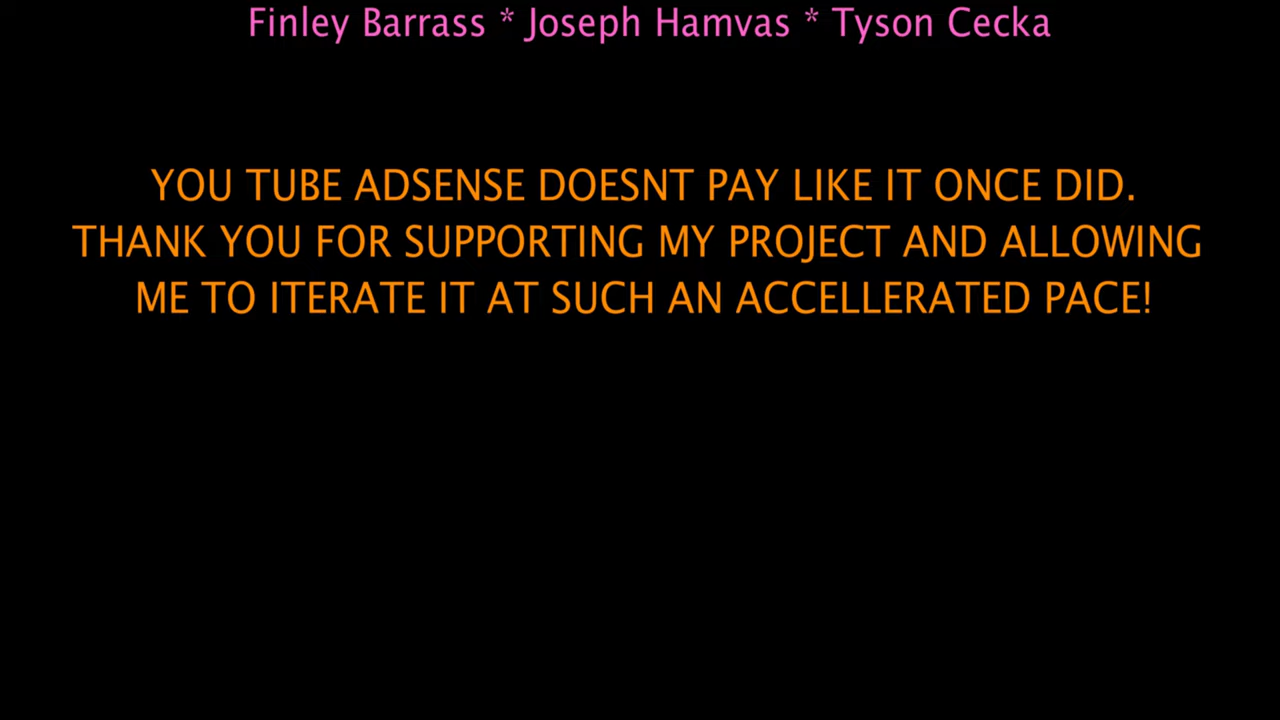 Finley Barrass * Joseph Hamvas * Tyson Cecka
YOU TUBE ADSENSE DOESNT PAY LIKE IT ONCE DID.
THANK YOU FOR SUPPORTING MY PROJECT AND ALLOWING
ME TO ITERATE IT AT SUCH AN ACCELLERATED PACE!